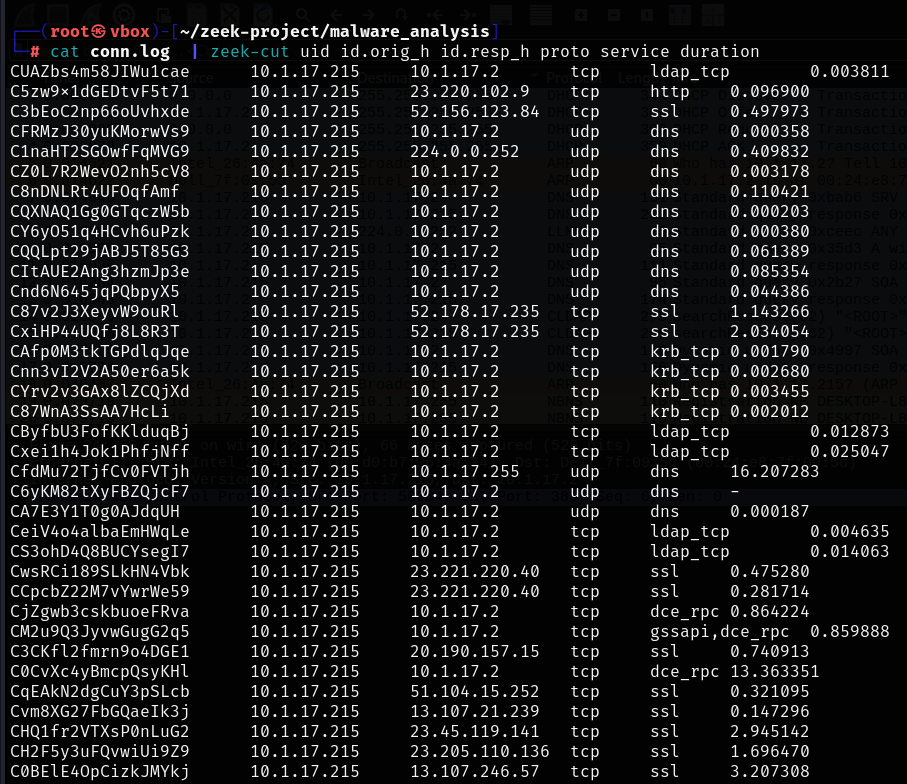 (root㉿vbox)-[~/zeek-project/malware_analysis]
# cat conn.log | zeek-cut uid id.orig_h id.resp_h proto service duration
CUAZbs4m58JIWu1cae 10.1.17.215 10.1.17.2 tcp ldap_tcp 0.003811
C5zw9×1dGEDtvF5t71 10.1.17.215 23.220.102.9 tcp http 0.096900
C3bEoC2np66oUvhxde 10.1.17.215 52.156.123.84 tcp ssl 0.497973
CFRMzJ30yuKMorwVs9 10.1.17.215 10.1.17.2 udp dns 0.000358
C1naHT2SGOwfFqMVG9 10.1.17.215 224.0.0.252 udp dns 0.409832
CZ0L7R2WevO2nh5cV8 10.1.17.215 10.1.17.2 udp dns 0.003178
C8nDNLRt4UFOqfAmf 10.1.17.215 10.1.17.2 udp dns 0.110421
CQXNAQ1Gg0GTqczW5b 10.1.17.215 10.1.17.2 udp dns 0.000203
CY6yO51q4HCvh6uPzk 10.1.17.215 10.1.17.2 udp dns 0.000380
CQQLpt29jABJ5T85G3 10.1.17.215 10.1.17.2 udp dns 0.061389
CItAUE2Ang3hzmJp3e 10.1.17.215 10.1.17.2 udp dns 0.085354
Cnd6N645jqPQbpyX5 10.1.17.215 10.1.17.2 udp dns 0.044386
C87v2J3XeyvW9ouRl 10.1.17.215 52.178.17.235 tcp ssl 1.143266
CxiHP44UQfj8L8R3T 10.1.17.215 52.178.17.235 tcp ssl 2.034054
CAfp0M3tkTGPdlqJqe 10.1.17.215 10.1.17.2 tcp krb_tcp 0.001790
Cnn3vI2V2A50er6a5k 10.1.17.215 10.1.17.2 tcp krb_tcp 0.002680
CYrv2v3GAx8lZCQjXd 10.1.17.215 10.1.17.2 tcp krb_tcp 0.003455
C87WnA3SsAA7HcLi 10.1.17.215 10.1.17.2 tcp krb_tcp 0.002012
CByfbU3FofKKlduqBj 10.1.17.215 10.1.17.2 tcp ldap_tcp 0.012873
Cxei1h4Jok1PhfjNff 10.1.17.215 10.1.17.2 tcp ldap_tcp 0.025047
CfdMu72TjfCv0FVTjh 10.1.17.215 10.1.17.255 udp dns 16.207283
C6yKM82tXyFBZQjcF7 10.1.17.215 10.1.17.2 udp dns -
CA7E3Y1T0g0AJdqUH 10.1.17.215 10.1.17.2 udp dns 0.000187
CeiV4o4albaEmHWqLe 10.1.17.215 10.1.17.2 tcp ldap_tcp 0.004635
CS3ohD4Q8BUCYsegI7 10.1.17.215 10.1.17.2 tcp ldap_tcp 0.014063
CwsRCi189SLkHN4Vbk 10.1.17.215 23.221.220.40 tcp ssl 0.475280
CCpcbZ22M7vYwrWe59 10.1.17.215 23.221.220.40 tcp ssl 0.281714
CjZgwb3cskbuoeFRva 10.1.17.215 10.1.17.2 tcp dce_rpc 0.864224
CM2u9Q3JyvwGugG2q5 10.1.17.215 10.1.17.2 tcp gssapi,dce_rpc 0.859888
C3CKfl2fmrn9o4DGE1 10.1.17.215 20.190.157.15 tcp ssl 0.740913
C0CvXc4yBmcpQsyKHl 10.1.17.215 10.1.17.2 tcp dce_rpc 13.363351
CqEAkN2dgCuY3pSLcb 10.1.17.215 51.104.15.252 tcp ssl 0.321095
Cvm8XG27FbGQaeIk3j 10.1.17.215 13.107.21.239 tcp ssl 0.147296
CHQ1fr2VTXsP0nLuG2 10.1.17.215 23.45.119.141 tcp ssl 2.945142
CH2F5y3uFQvwiUi9Z9 10.1.17.215 23.205.110.136 tcp ssl 1.696470
C0BElE4OpCizkJMYkj 10.1.17.215 13.107.246.57 tcp ssl 3.207308